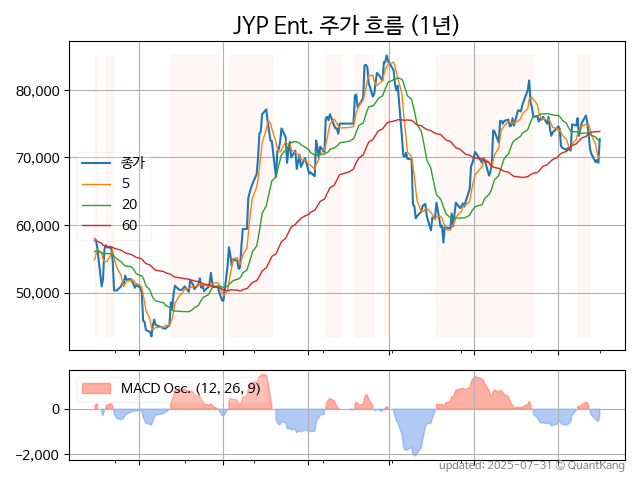 JYP Ent. 주가 흐름 (1년)
80,000
70,000
60,000
50,000
종가
5
20
60
MACD Osc. (12, 26, 9)
0
−2,000
updated: 2025-07-31 © QuantKang